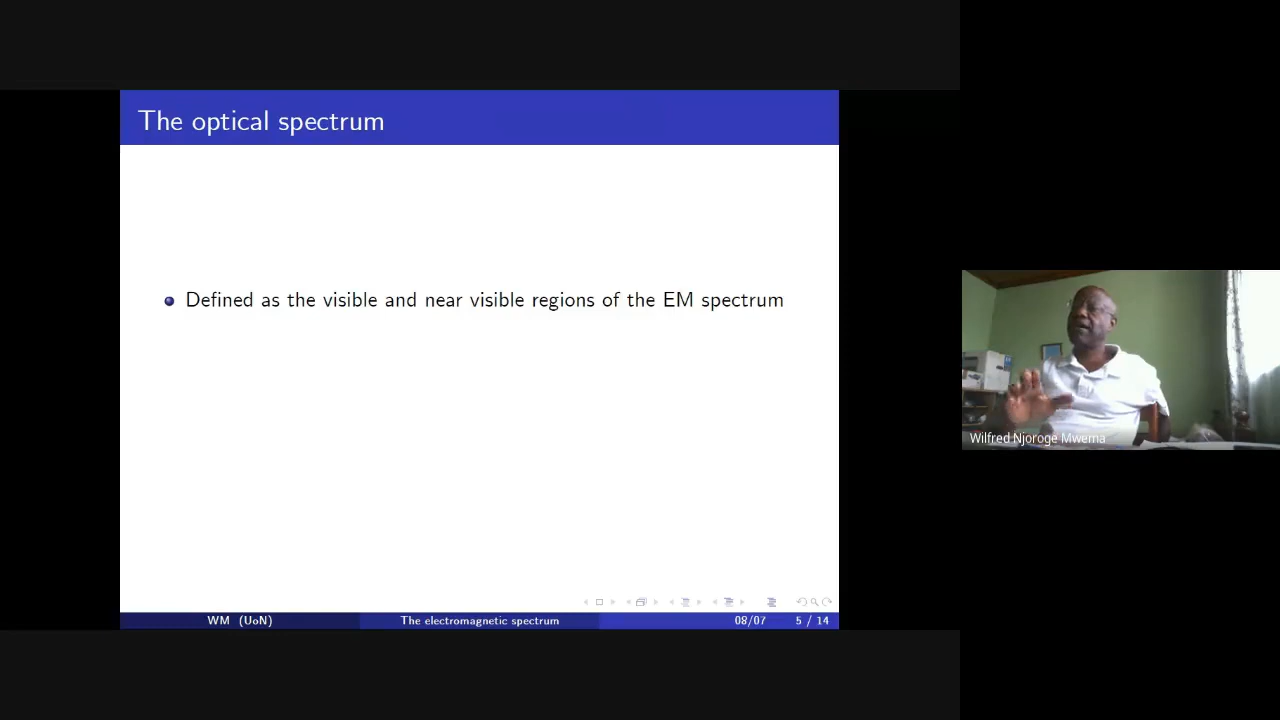 The optical spectrum
Defined as the visible and near visible regions of the EM spectrum
Wilfred Njoroge Mwema
WM (UoN)
The electromagnetic spectrum
08/07
5 / 14